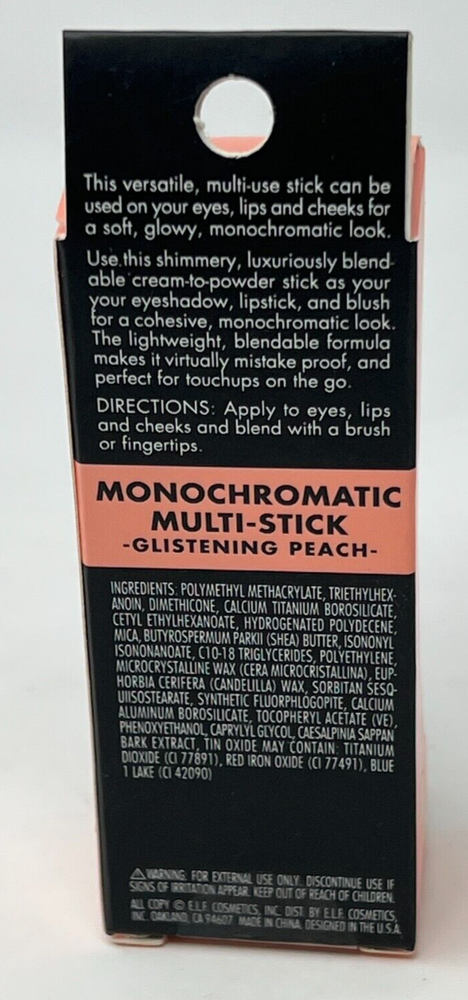 This versatile, multi-use stick can be
used on your eyes, lips and cheeks for
a soft, glowy, monochromatic look.
Use this shimmery, luxuriously blend-
able cream-to-powder stick as your
your eyeshadow, lipstick, and blush
for a cohesive, monochromatic look.
The lightweight, blendable formula
makes it virtually mistake proof, and
perfect for touchups on the go.
DIRECTIONS: Apply to eyes, lips
and cheeks and blend with a brush
or fingertips.
MONOCHROMATIC
MULTI-STICK
-GLISTENING PEACH-
INGREDIENTS: POLYMETHYL METHACRYLATE, TRIETHYLHEX-
ANOIN, DIMETHICONE, CALCIUM TITANIUM BOROSILICATE,
CETYL ETHYLHEXANOATE, HYDROGENATED POLYDECENE,
MICA, BUTYROSPERMUM PARKII (SHEA) BUTTER, ISONONYL
ISONONANOATE, C10-18 TRIGLYCERIDES, POLYETHYLENE,
MICROCRYSTALLINE WAX (CERA MICROCRISTALLINA), EUP-
HORBIA CERIFERA (CANDELILLA) WAX, SORBITAN SESQ-
UIISOSTEARATE, SYNTHETIC FLUORPHLOGOPITE, CALCIUM
ALUMINUM BOROSILICATE, TOCOPHERYL ACETATE (VE),
PHENOXYETHANOL, CAPRYLYL GLYCOL, CAESALPINIA SAPPAN
BARK EXTRACT, TIN OXIDE MAY CONTAIN: TITANIUM
DIOXIDE (CI 77891), RED IRON OXIDE (CI 77491), BLUE
1 LAKE (CI 42090)
⚠WARNING: FOR EXTERNAL USE ONLY. DISCONTINUE USE IF
SIGNS OF IRRITATION APPEAR. KEEP OUT OF REACH OF CHILDREN.
ALL COPY © E.L.F. COSMETICS, INC. DIST. BY E.L.F. COSMETICS,
INC. OAKLAND, CA 94607 MADE IN CHINA, DESIGNED IN THE U.S.A.